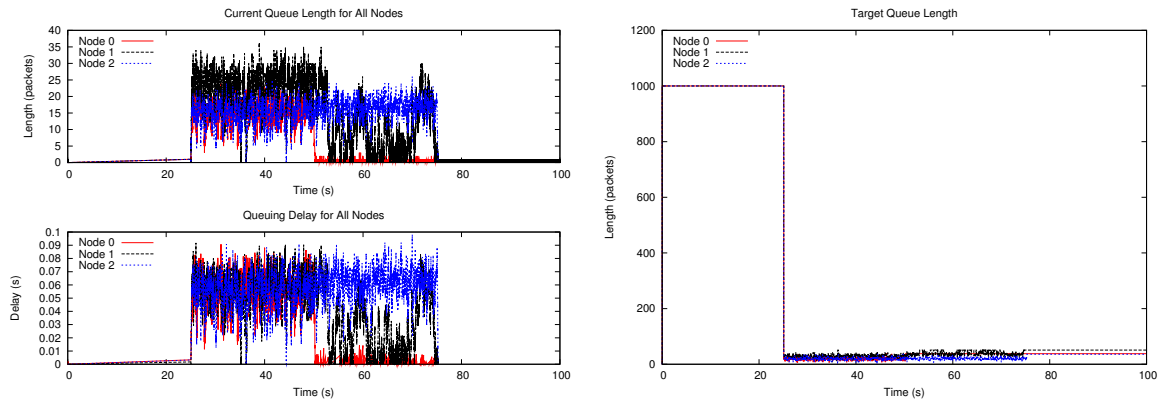 Current Queue Length for All Nodes
Length (packets)
40
35
30
25
20
15
10
5
0
Node 0
Node 1
Node 2
0 20 40 60 80 100
Time (s)
Queuing Delay for All Nodes
Delay (s)
0.1
0.09
0.08
0.07
0.06
0.05
0.04
0.03
0.02
0.01
0
Node 0
Node 1
Node 2
0 20 40 60 80 100
Time (s)
Target Queue Length
Length (packets)
1200
1000
800
600
400
200
0
Node 0
Node 1
Node 2
0 20 40 60 80 100
Time (s)